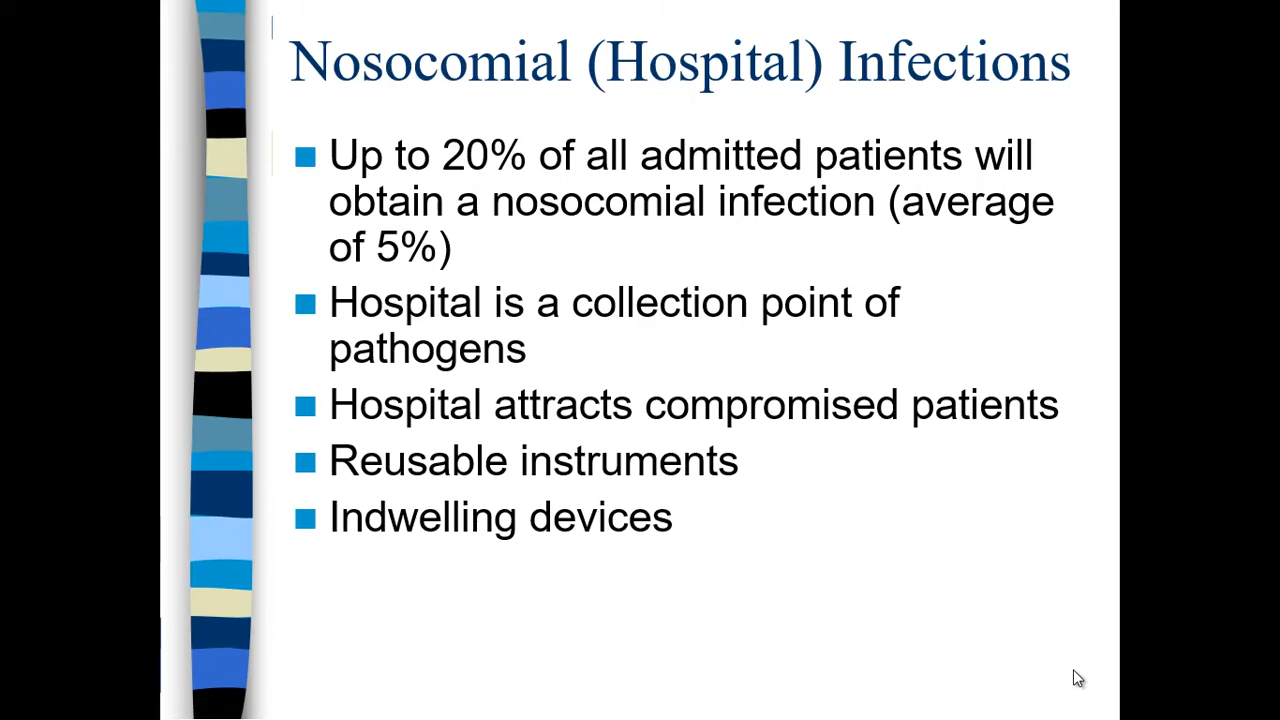 Nosocomial (Hospital) Infections
Up to 20% of all admitted patients will
obtain a nosocomial infection (average
of 5%)
Hospital is a collection point of
pathogens
Hospital attracts compromised patients
Reusable instruments
Indwelling devices